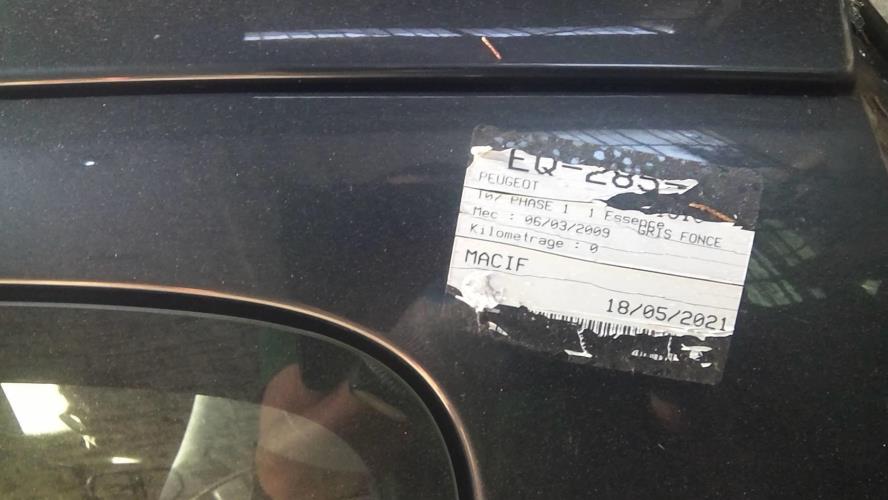 EQ-285-
PEUGEOT
107 PHASE 1 1 Essence
Mec : 06/03/2009 GRIS FONCE
Kilometrage : 0
MACIF
18/05/2021